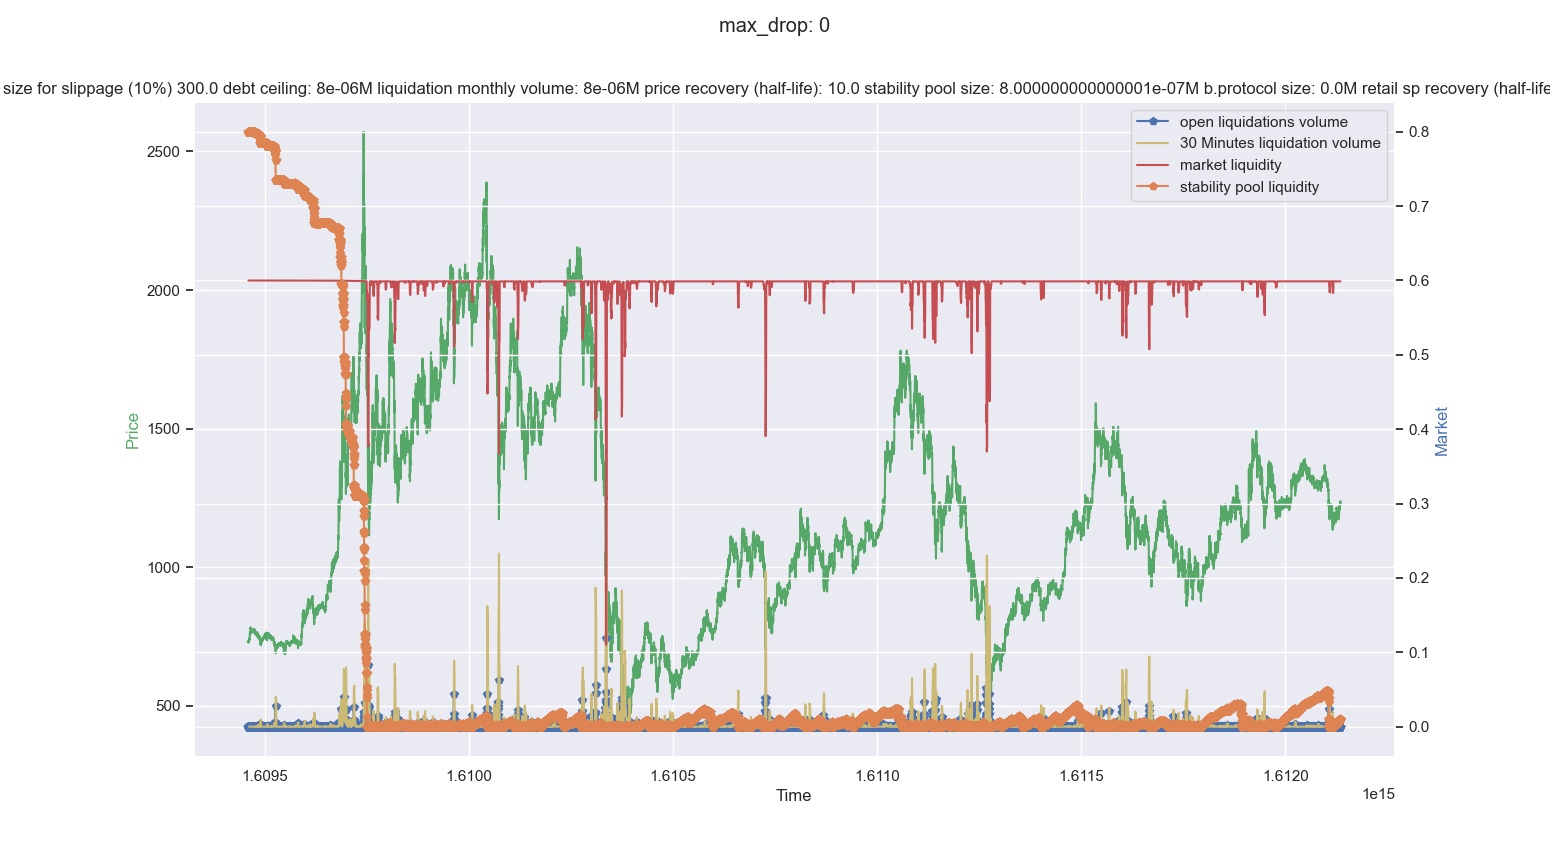 max_drop: 0
size for slippage (10%) 300.0 debt ceiling: 8e-06M liquidation monthly volume: 8e-06M price recovery (half-life): 10.0 stability pool size: 8.000000000000001e-07M b.protocol size: 0.0M retail sp recovery (half-life
open liquidations volume
30 Minutes liquidation volume
market liquidity
stability pool liquidity
Price
2500
2000
1500
1000
500
0.8
0.7
0.6
0.5
0.4
0.3
0.2
0.1
0.0
Market
1.6095 1.6100 1.6105 1.6110 1.6115 1.6120
Time
1e15